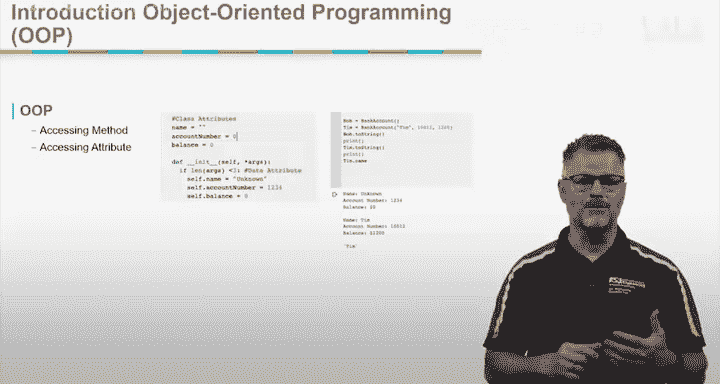 Introduction Object-Oriented Programming
(OOP)
OOP
– Accessing Method
– Accessing Attribute
#Class Attributes
name = ""
accountNumber = 0
balance = 0
def __init__(self, *args):
if len(args) <1: #Data Attribute
self.name = "Unknown"
self.accountNumber = 1234
self.balance = 0
Bob = BankAccount()
Tim = BankAccount("Tim", 10012, 1200)
Bob.toString()
print()
Tim.toString()
print()
Tim.name
Name: Unknown
Account Number: 1234
Balance: $0
Name: Tim
Account Number: 10012
Balance: $1200
'Tim'